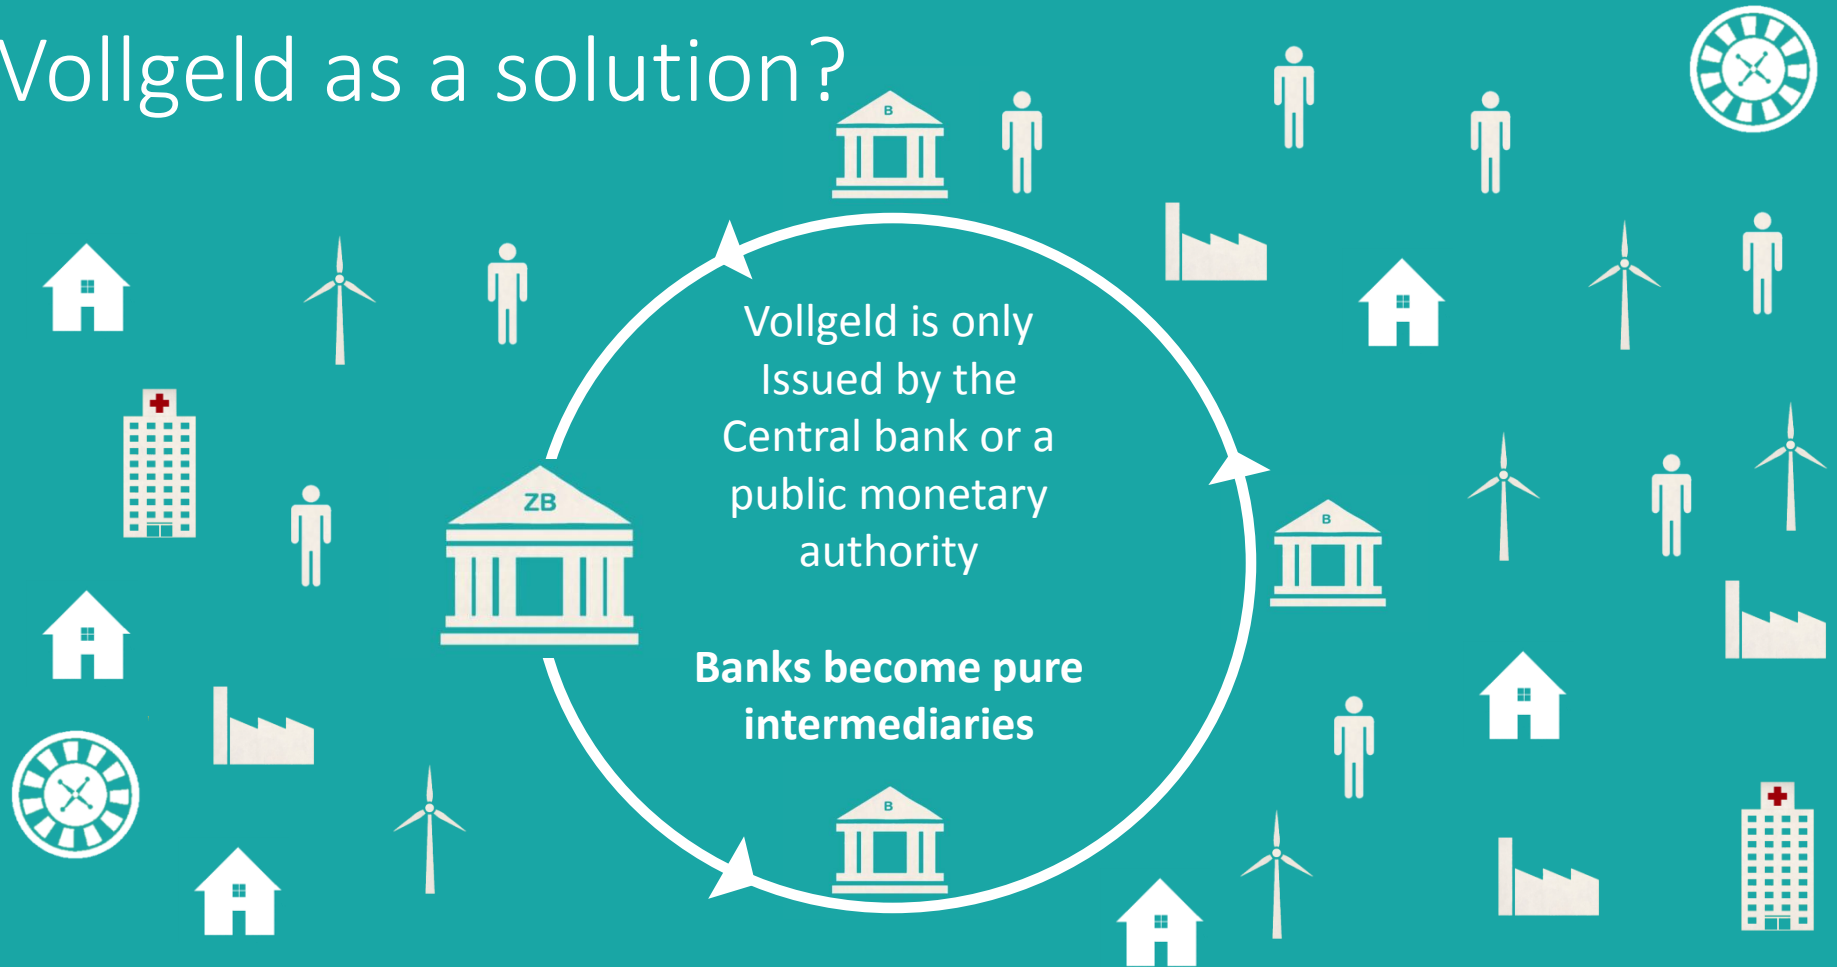 Vollgeld as a solution?
B
Vollgeld is only
Issued by the
Central bank or a
public monetary
authority
ZB
B
Banks become pure
intermediaries
B